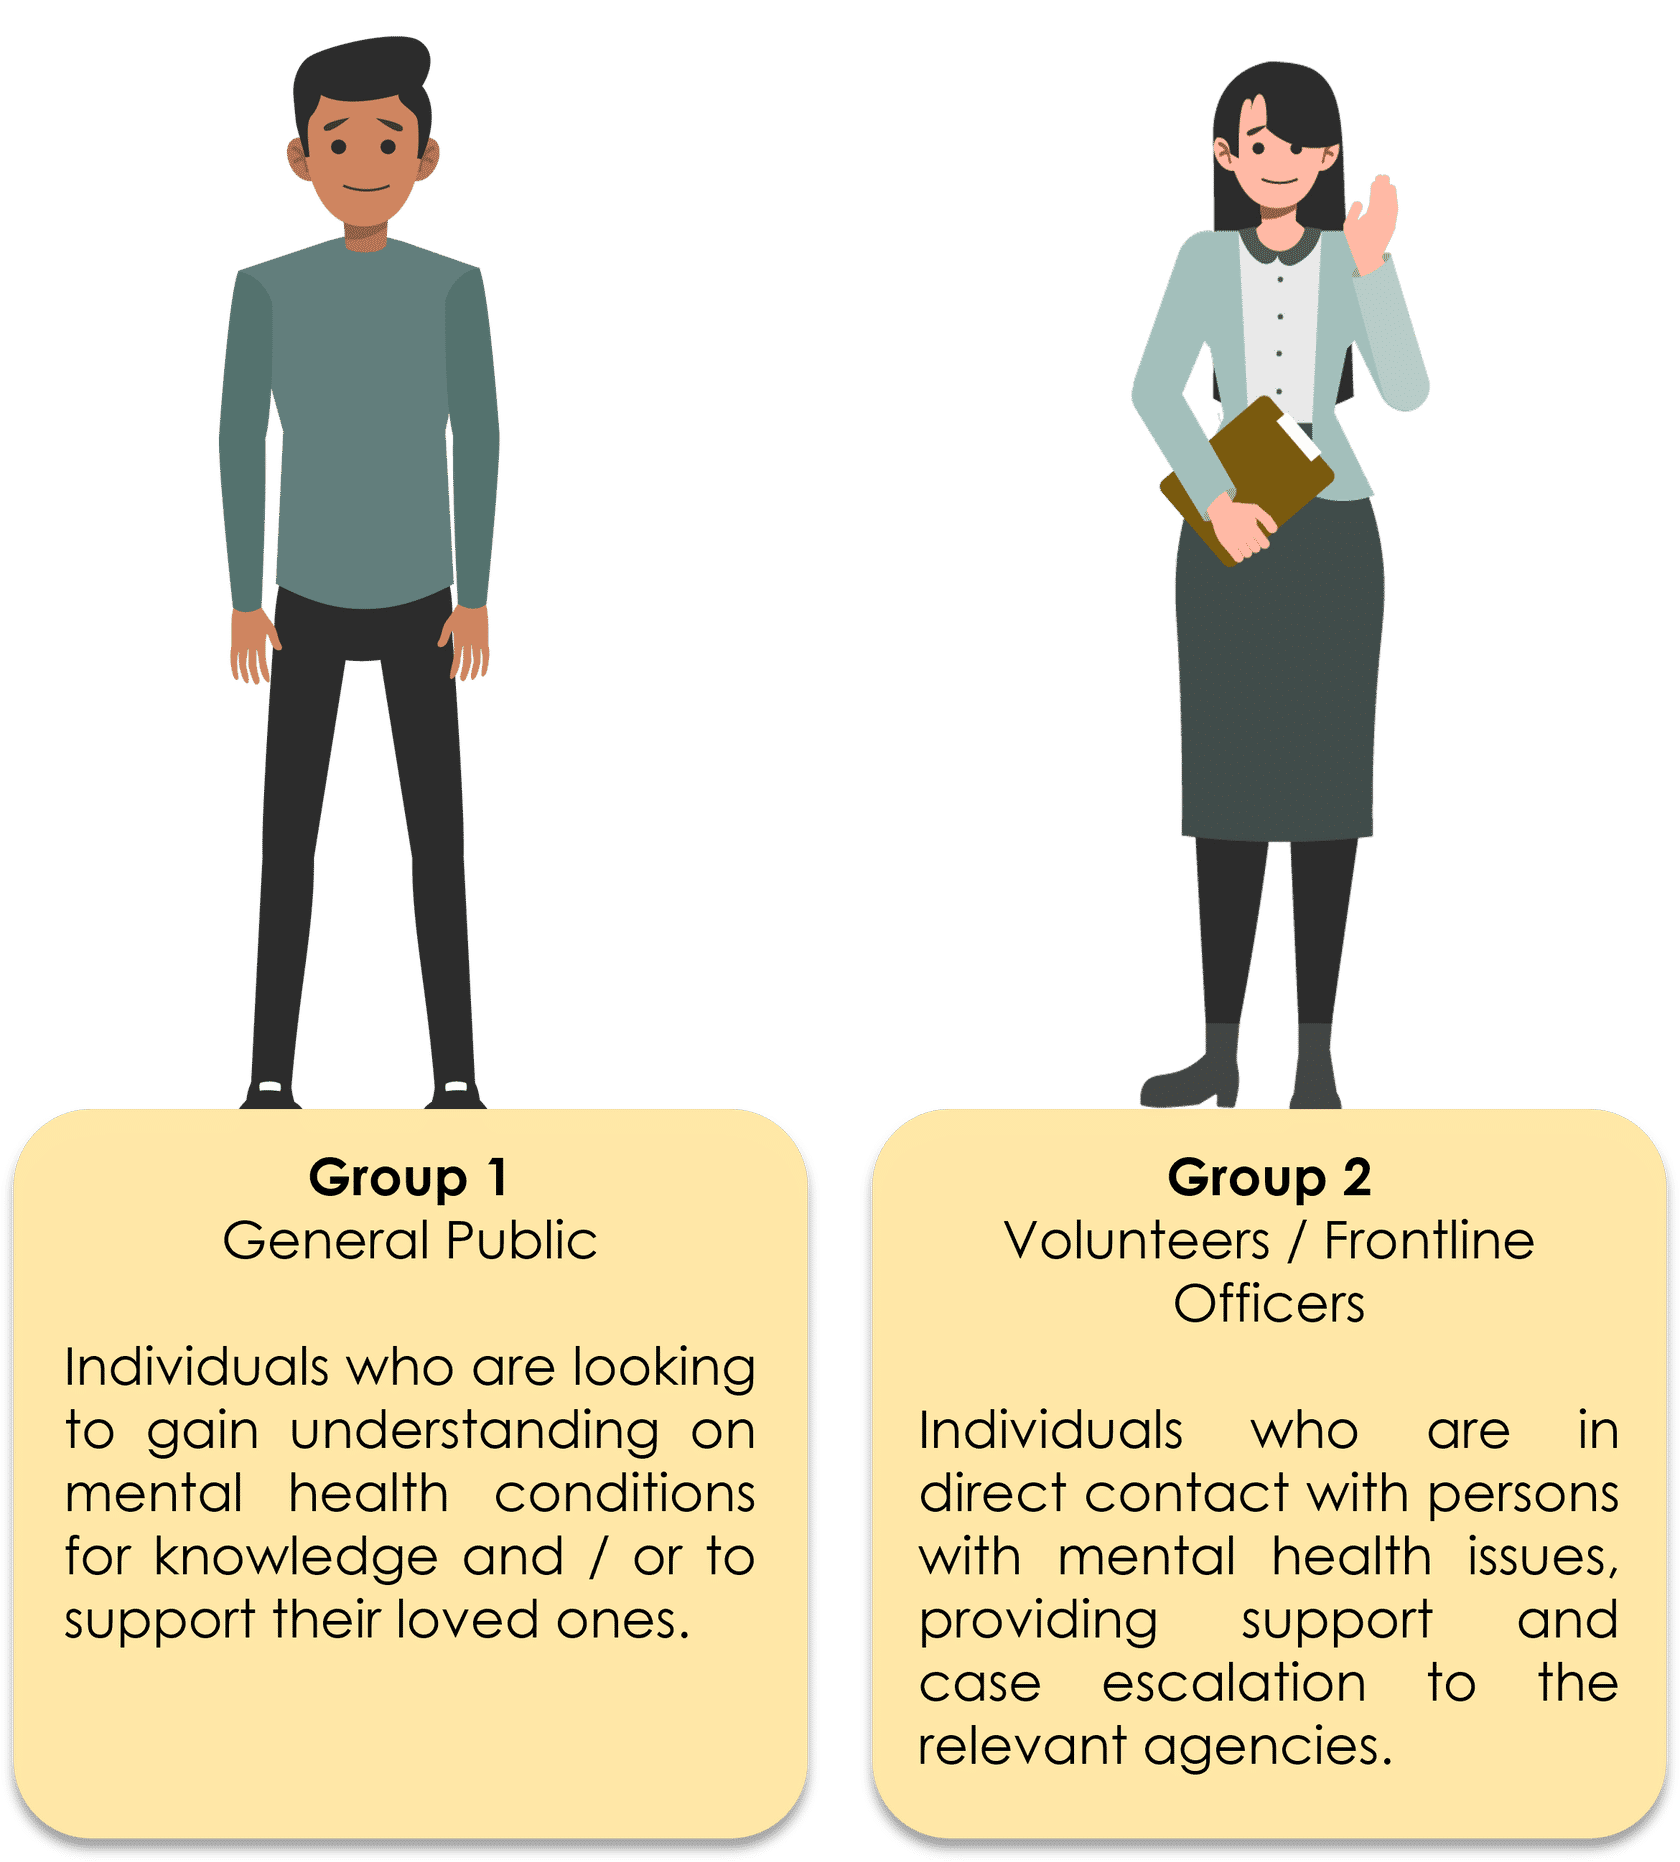 Group 1
General Public
Individuals who are looking
to gain understanding on
mental health conditions
for knowledge and / or to
support their loved ones.
Group 2
Volunteers / Frontline
Officers
Individuals who are in
direct contact with persons
with mental health issues,
providing support and
case escalation to the
relevant agencies.